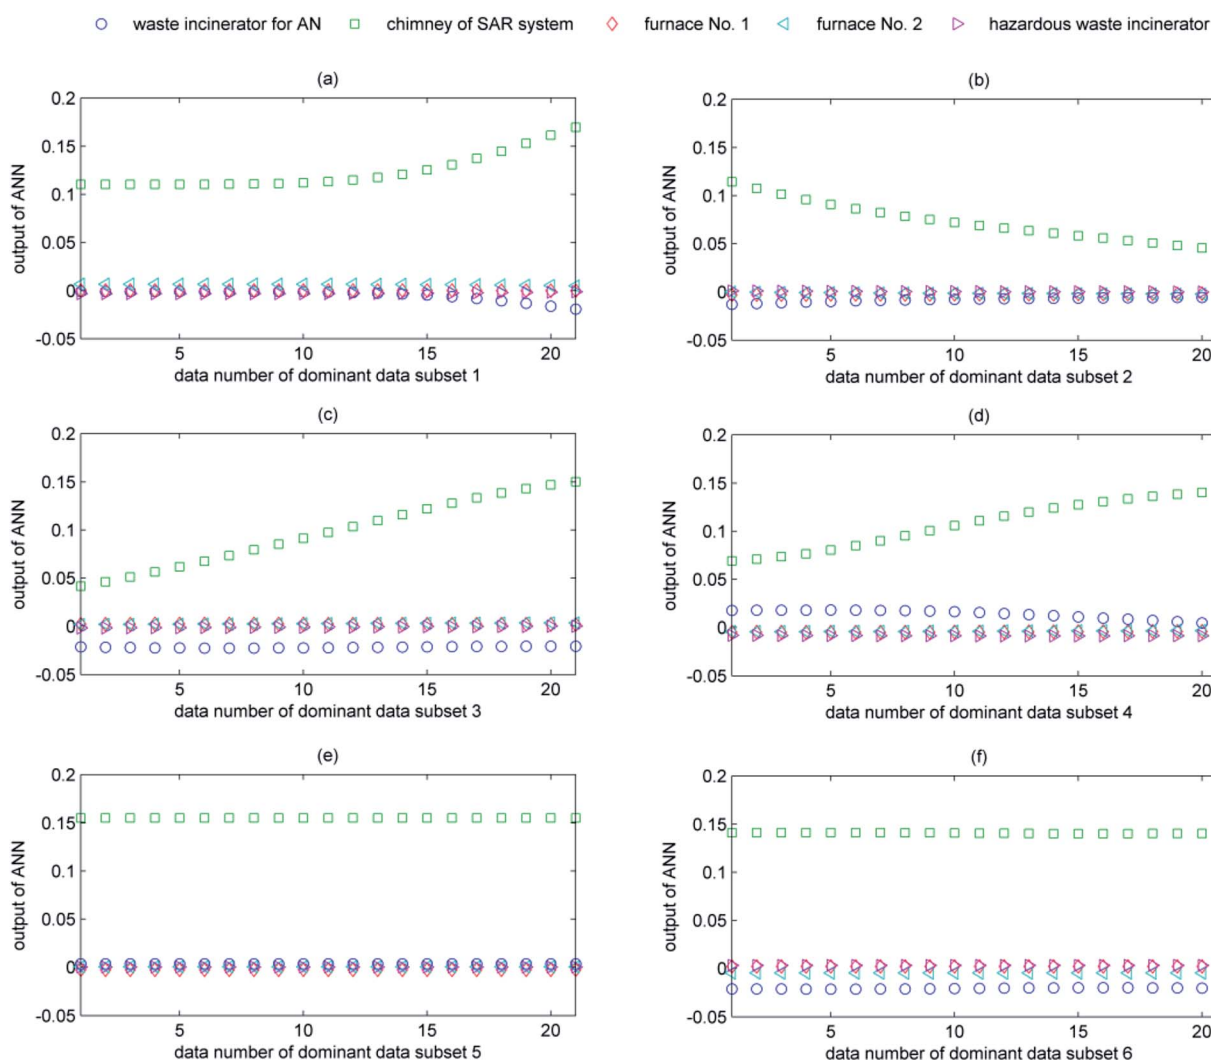 waste incinerator for AN chimney of SAR system furnace No. 1 furnace No. 2 hazardous waste incinerator
(a)
0.2
0.15
0.1
0.05
0
-0.05
output of ANN
5 10 15 20
data number of dominant data subset 1
(b)
0.2
0.15
0.1
0.05
0
-0.05
output of ANN
5 10 15 20
data number of dominant data subset 2
(c)
0.2
0.15
0.1
0.05
0
-0.05
output of ANN
5 10 15 20
data number of dominant data subset 3
(d)
0.2
0.15
0.1
0.05
0
-0.05
output of ANN
5 10 15 20
data number of dominant data subset 4
(e)
0.2
0.15
0.1
0.05
0
-0.05
output of ANN
5 10 15 20
data number of dominant data subset 5
(f)
0.2
0.15
0.1
0.05
0
-0.05
output of ANN
5 10 15 20
data number of dominant data subset 6